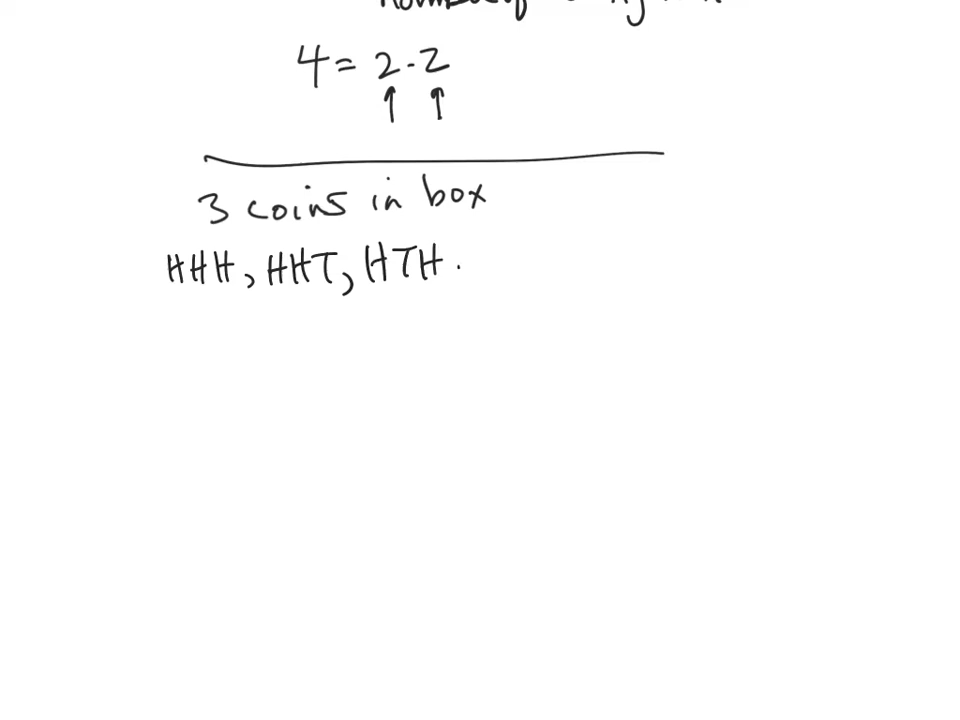 4 = 2 · 2
↑ ↑
3 coins in box
HHH, HHT, HTH.